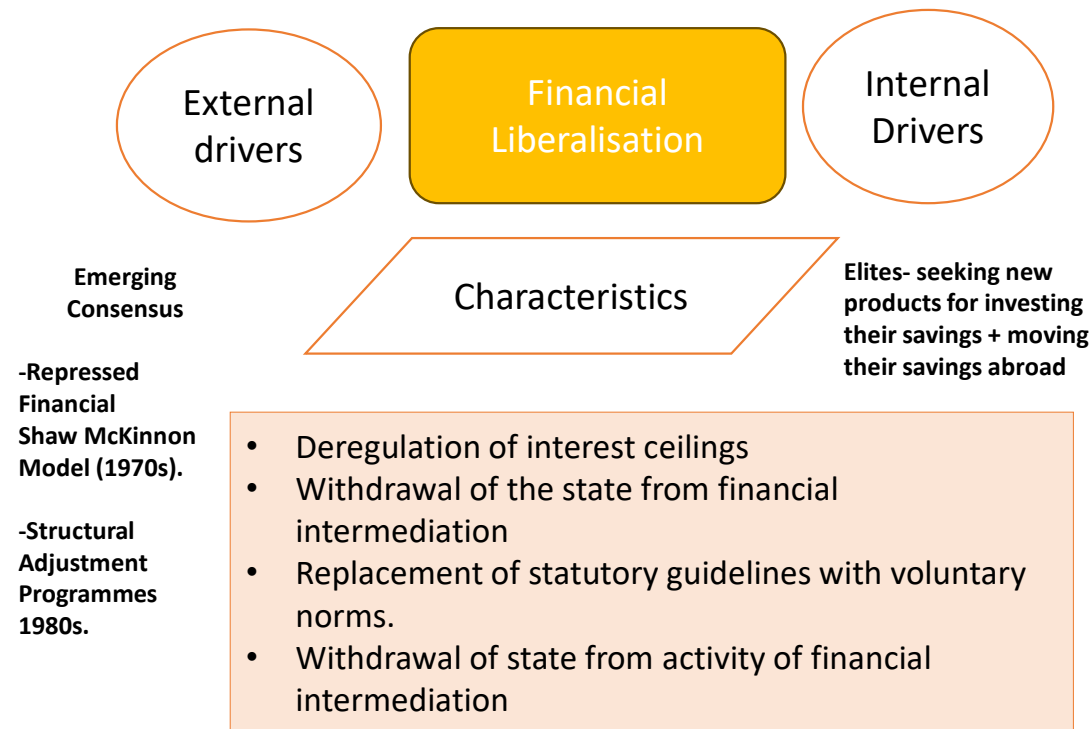 External
drivers
Financial
Liberalisation
Internal
Drivers
Emerging
Consensus
-Repressed
Financial
Shaw McKinnon
Model (1970s).
-Structural
Adjustment
Programmes
1980s.
Characteristics
Elites- seeking new
products for investing
their savings + moving
their savings abroad
• Deregulation of interest ceilings
• Withdrawal of the state from financial
intermediation
• Replacement of statutory guidelines with voluntary
norms.
• Withdrawal of state from activity of financial
intermediation